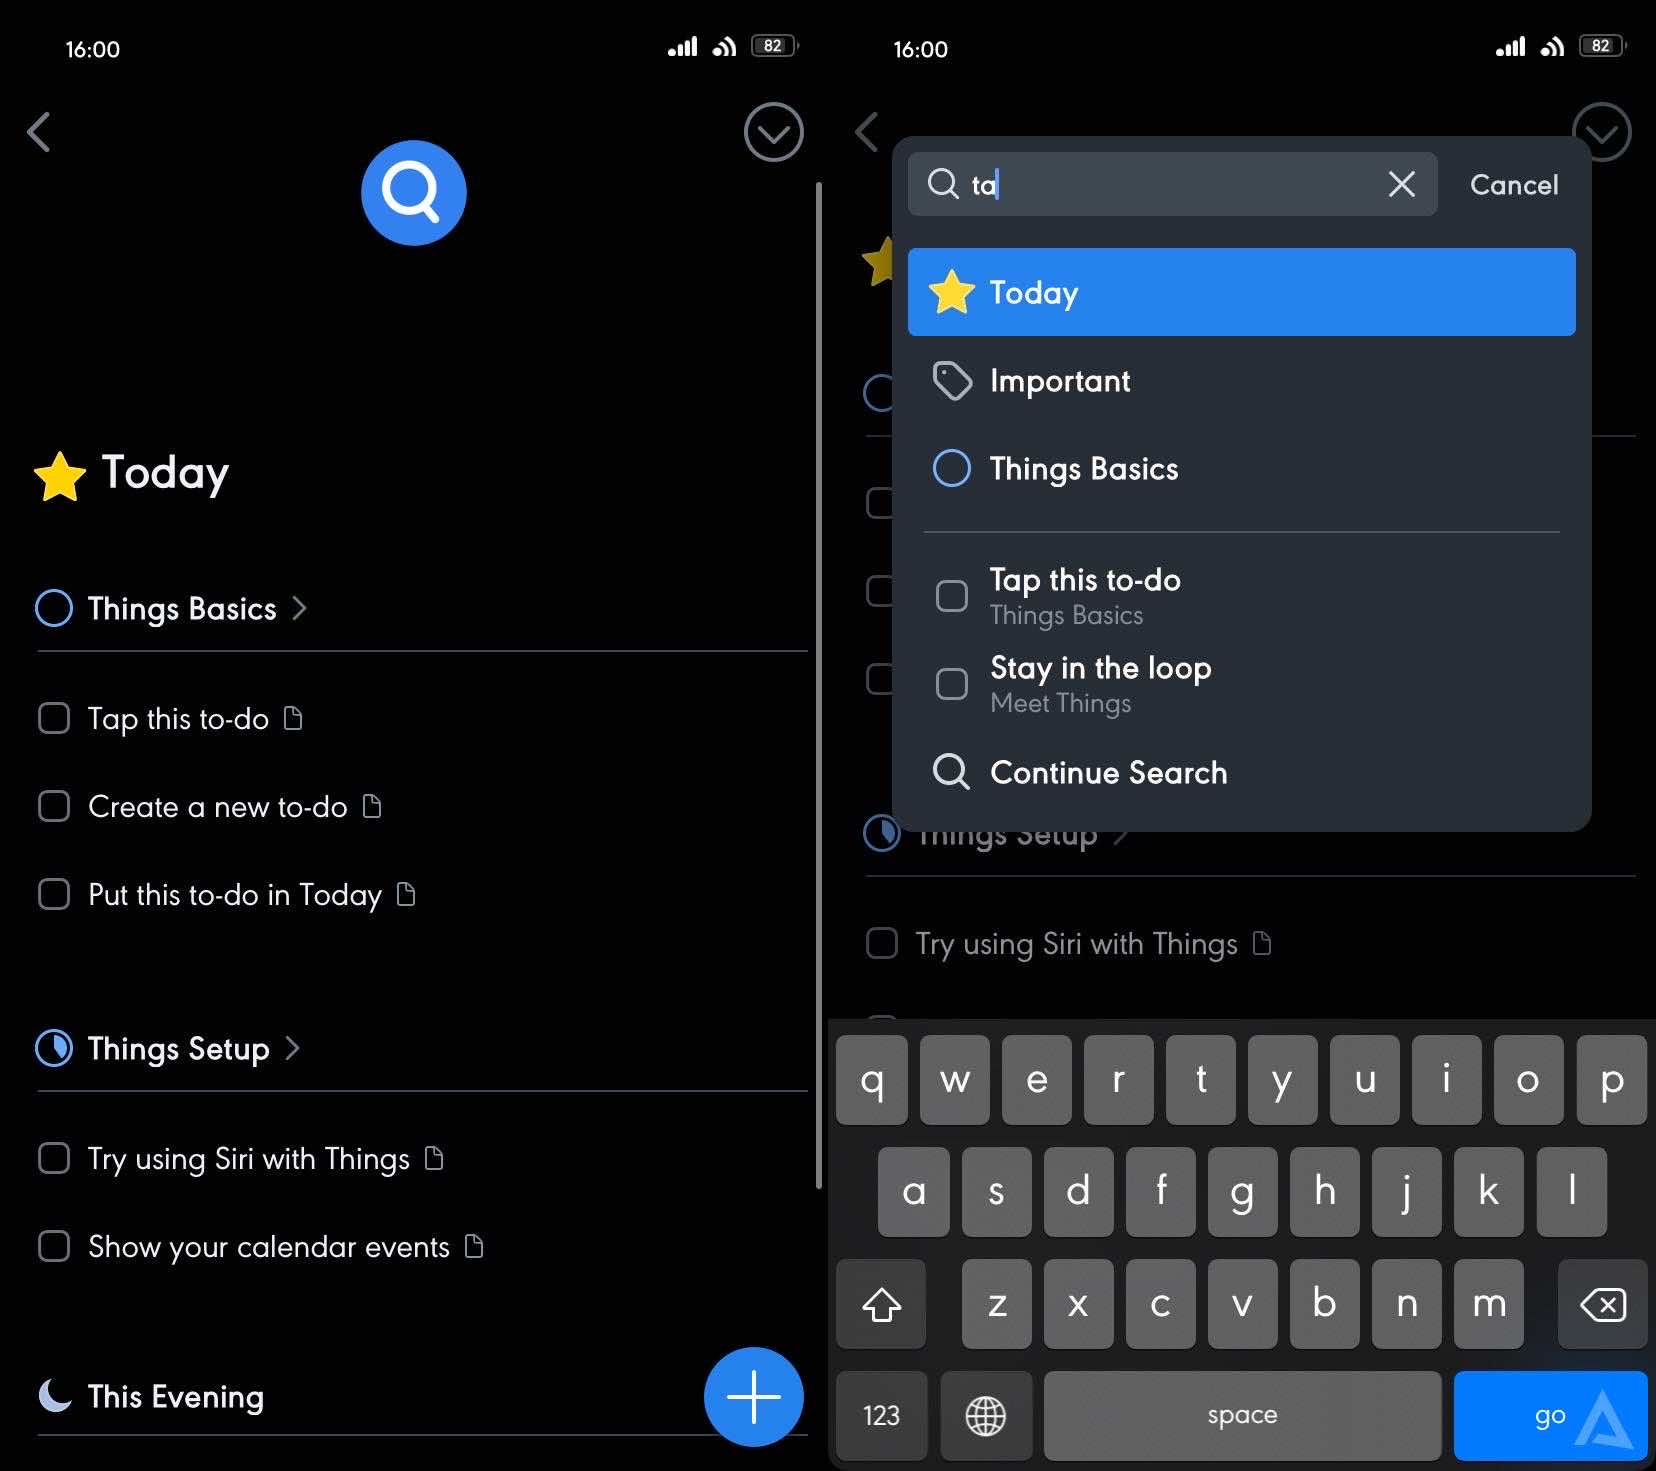 16:00
82
Today
Things Basics
Tap this to-do
Create a new to-do
Put this to-do in Today
Things Setup
Try using Siri with Things
Show your calendar events
This Evening
16:00
82
ta
Cancel
Today
Important
Things Basics
Tap this to-do
Things Basics
Stay in the loop
Meet Things
Continue Search
Things Setup
Try using Siri with Things
q w e r t y u i o p
a s d f g h j k l
z x c v b n m
123 space go